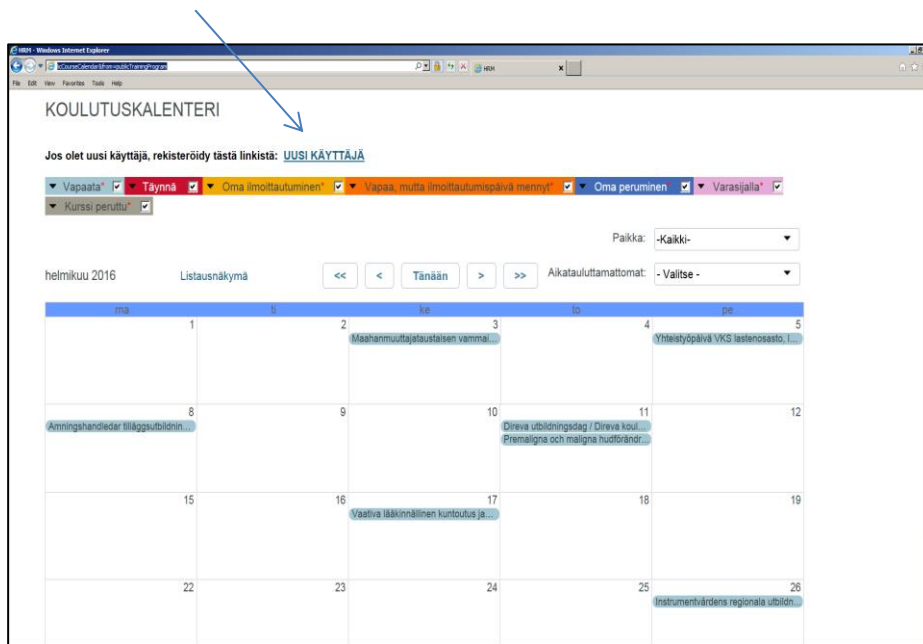 HRM - Windows Internet Explorer
cCourseCalendar&from=publicTrainingProgram
HRM
File Edit View Favorites Tools Help
KOULUTUSKALENTERI
Jos olet uusi käyttäjä, rekisteröidy tästä linkistä: UUSI KÄYTTÄJÄ
Vapaata* Täynnä* Oma ilmoittautuminen* Vapaa, mutta ilmoittautumispäivä mennyt* Oma peruminen* Varasijalla*
Kurssi peruttu*
Paikka: -Kaikki-
helmikuu 2016 Listausnäkymä << < Tänään > >> Aikatauluttamattomat: - Valitse -
ma ti ke to pe
1 2 3 4 5
Maahanmuuttajataustaisen vammai... Yhteistyöpäivä VKS lastenosasto, l...
8 9 10 11 12
Amningshandledar tilläggsutbildnin... Direva utbildningsdag / Direva koul...
Premaligna och maligna hudförändr...
15 16 17 18 19
Vaativa lääkinnällinen kuntoutus ja...
22 23 24 25 26
Instrumentvårdens regionala utbildn...